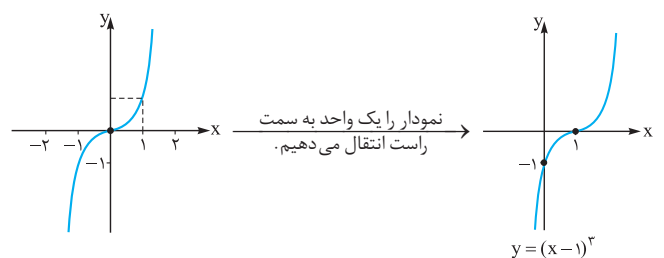 y
x
−۲ −۱ ۱ ۲
−۱
نمودار را یک واحد به سمت
راست انتقال می‌دهیم.
y
x
۱
−۱
y = (x − ۱)^۳